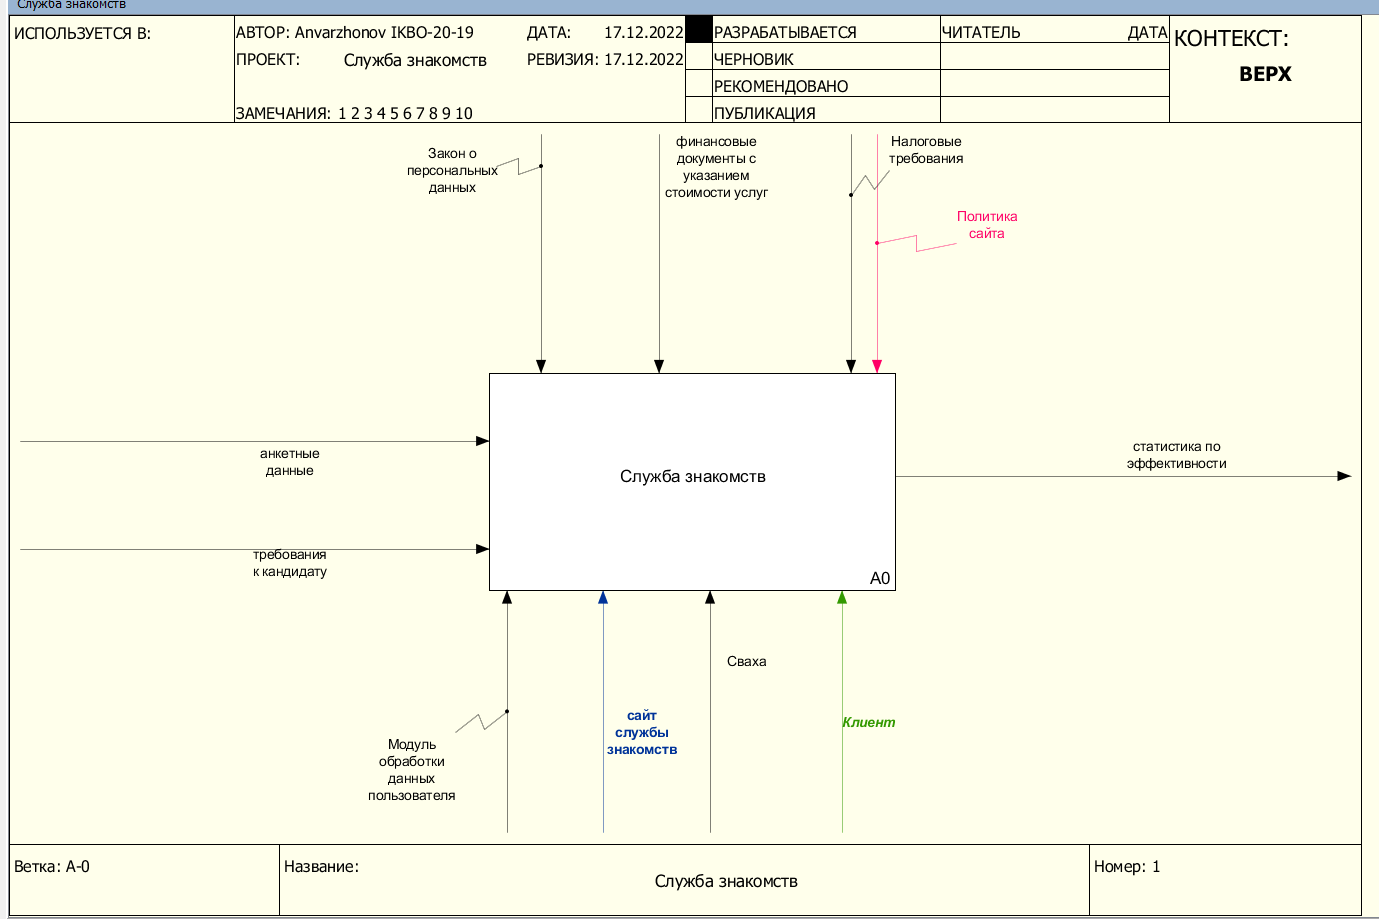 Служба знакомств
ИСПОЛЬЗУЕТСЯ В:
АВТОР: Anvarzhonov IKBO-20-19
ДАТА: 17.12.2022
ПРОЕКТ: Служба знакомств
РЕВИЗИЯ: 17.12.2022
ЗАМЕЧАНИЯ: 1 2 3 4 5 6 7 8 9 10
РАЗРАБАТЫВАЕТСЯ
ЧЕРНОВИК
РЕКОМЕНДОВАНО
ПУБЛИКАЦИЯ
ЧИТАТЕЛЬ
ДАТА
КОНТЕКСТ:
ВЕРХ
Закон о
персональных
данных
финансовые
документы с
указанием
стоимости услуг
Налоговые
требования
Политика
сайта
анкетные
данные
требования
к кандидату
Служба знакомств
A0
статистика по
эффективности
Модуль
обработки
данных
пользователя
сайт
службы
знакомств
Сваха
Клиент
Ветка: A-0
Название:
Служба знакомств
Номер: 1